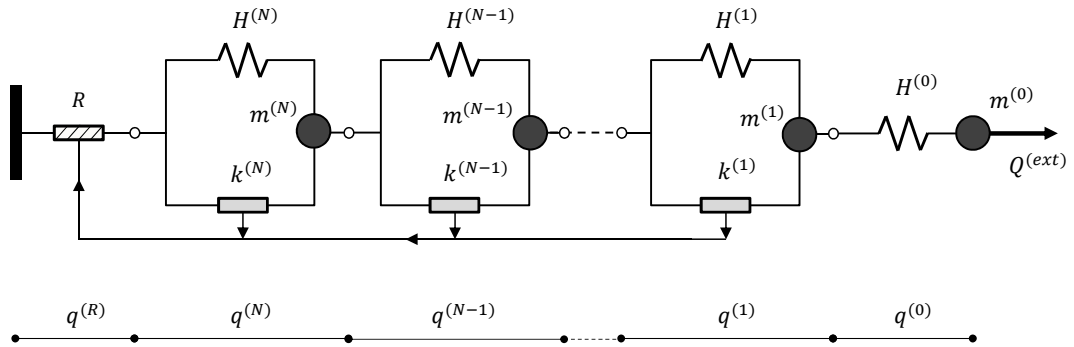 H^{(N)} H^{(N-1)} H^{(1)}
H^{(0)}
R m^{(N)} m^{(N-1)} m^{(1)} m^{(0)}
k^{(N)} k^{(N-1)} k^{(1)} Q^{(ext)}
q^{(R)} q^{(N)} q^{(N-1)} q^{(1)} q^{(0)}